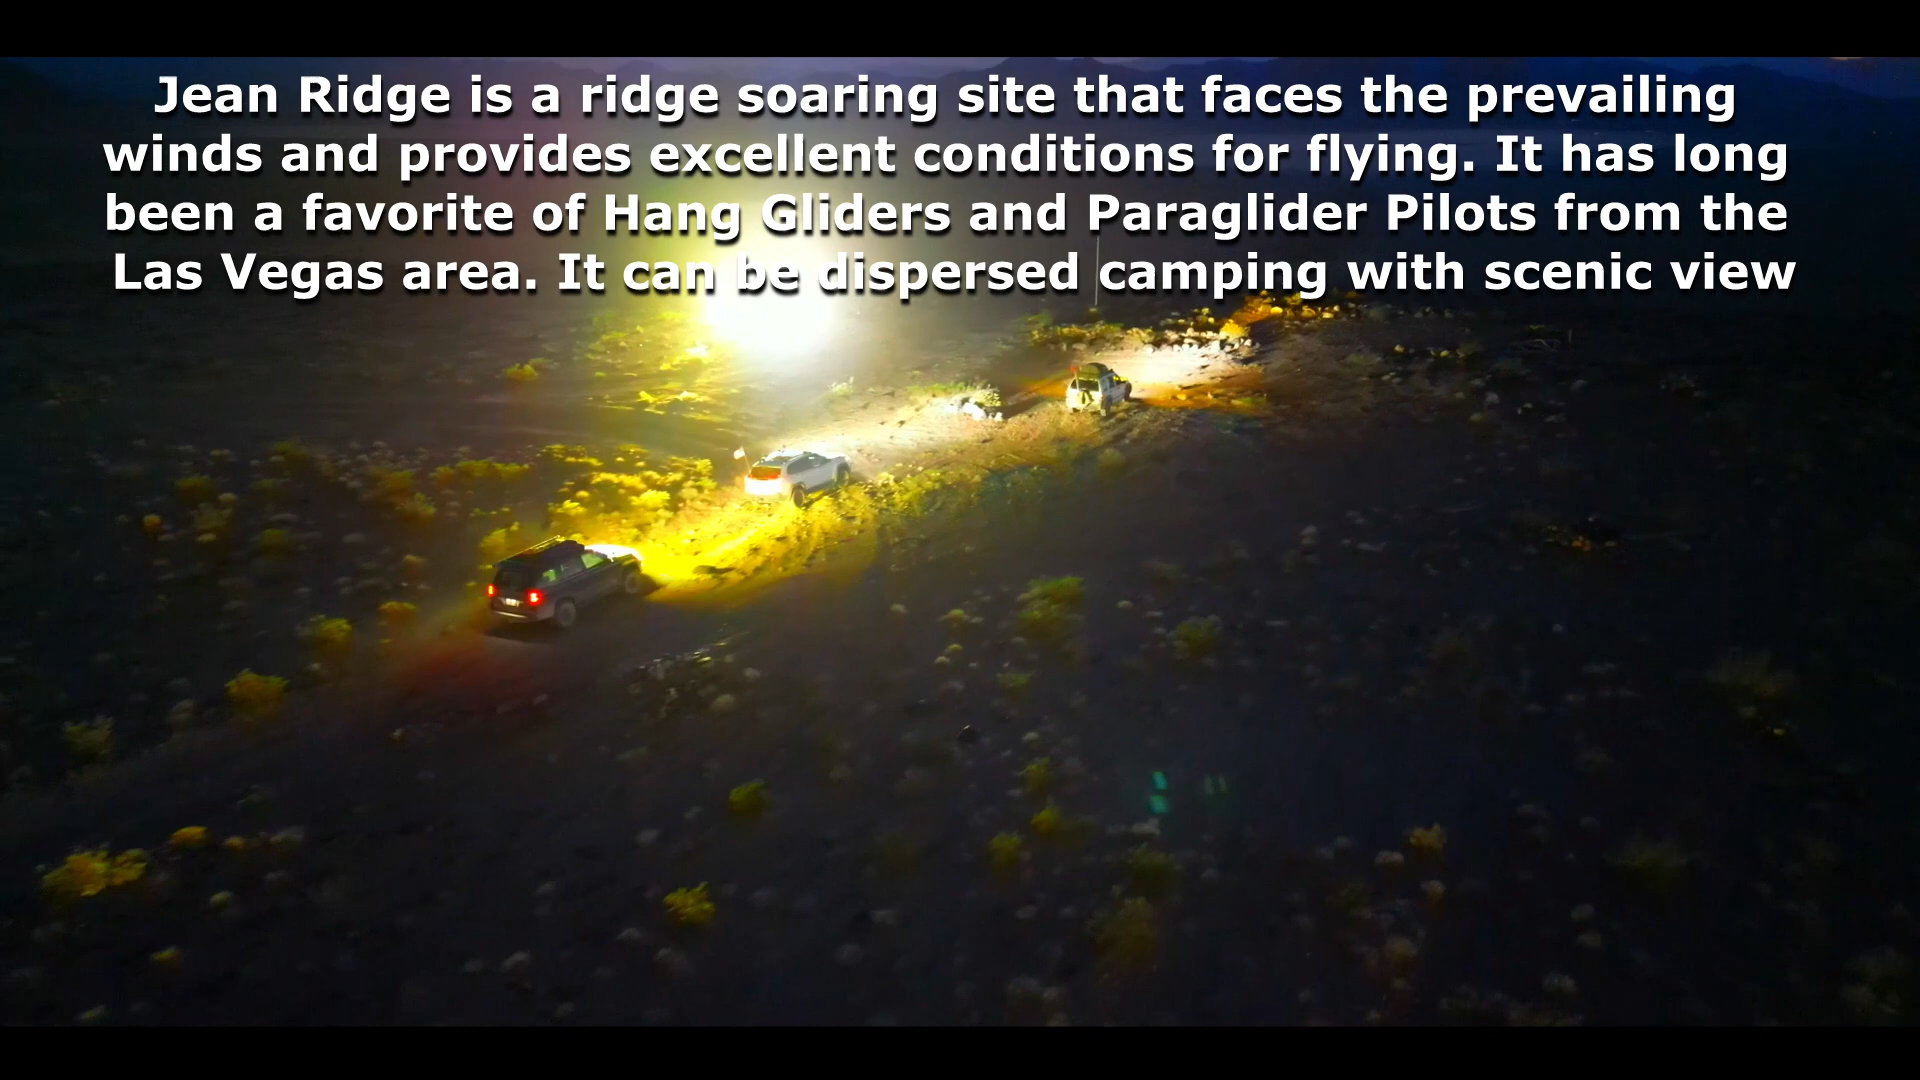 Jean Ridge is a ridge soaring site that faces the prevailing
winds and provides excellent conditions for flying. It has long
been a favorite of Hang Gliders and Paraglider Pilots from the
Las Vegas area. It can be dispersed camping with scenic view